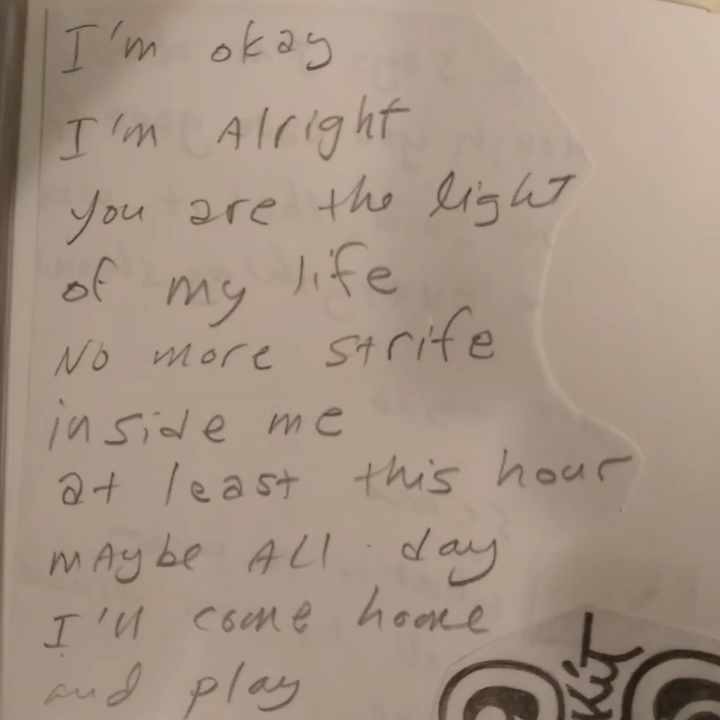 I'm okay
I'm Alright
you are the light
of my life
No more strife
inside me
at least this hour
MAybe All day
I'll come home
and play
Kit